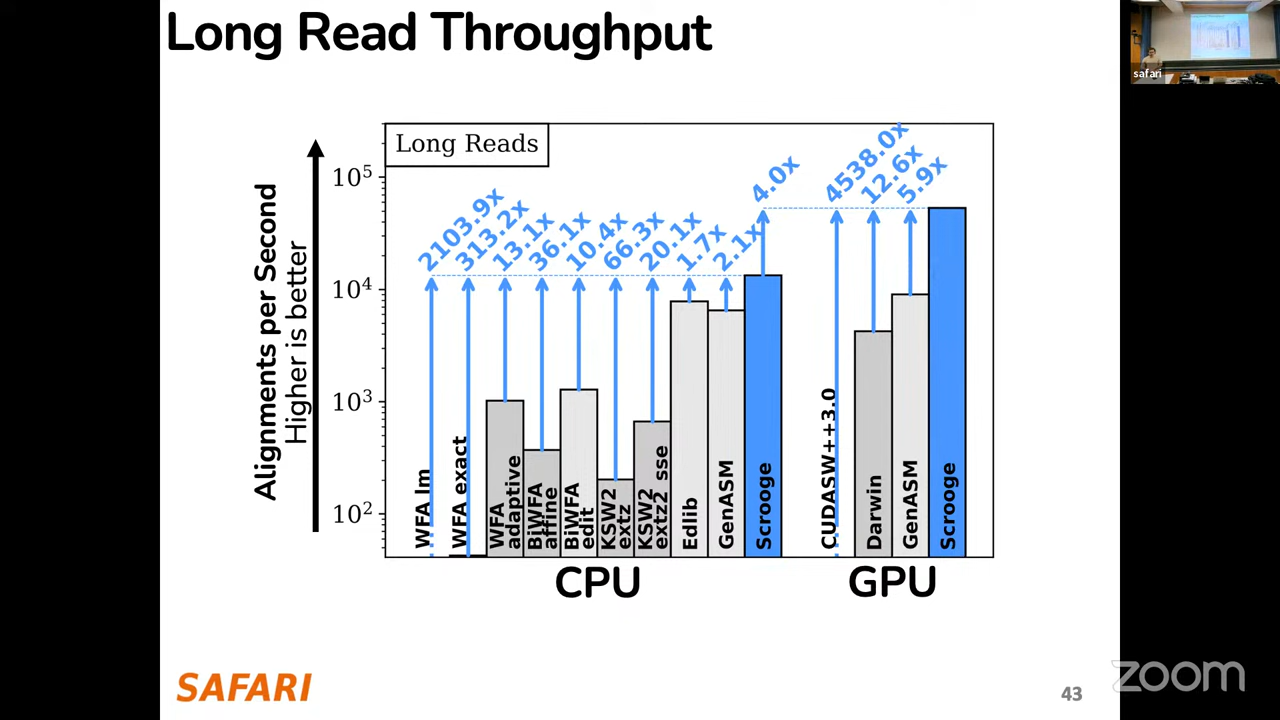 Long Read Throughput
safari
Long Reads
Alignments per Second
Higher is better
10^5
10^4
10^3
10^2
2103.9x
313.2x
13.1x
36.1x
10.4x
66.3x
20.1x
1.7x
2.1x
4.0x
4538.0x
12.6x
5.9x
WFA lm
WFA exact
WFA
adaptive
BiWFA
affine
BiWFA
edit
KSW2
extz
KSW2
extz2_sse
Edlib
GenASM
Scrooge
CUDASW++3.0
Darwin
GenASM
Scrooge
CPU
GPU
SAFARI
43
zoom